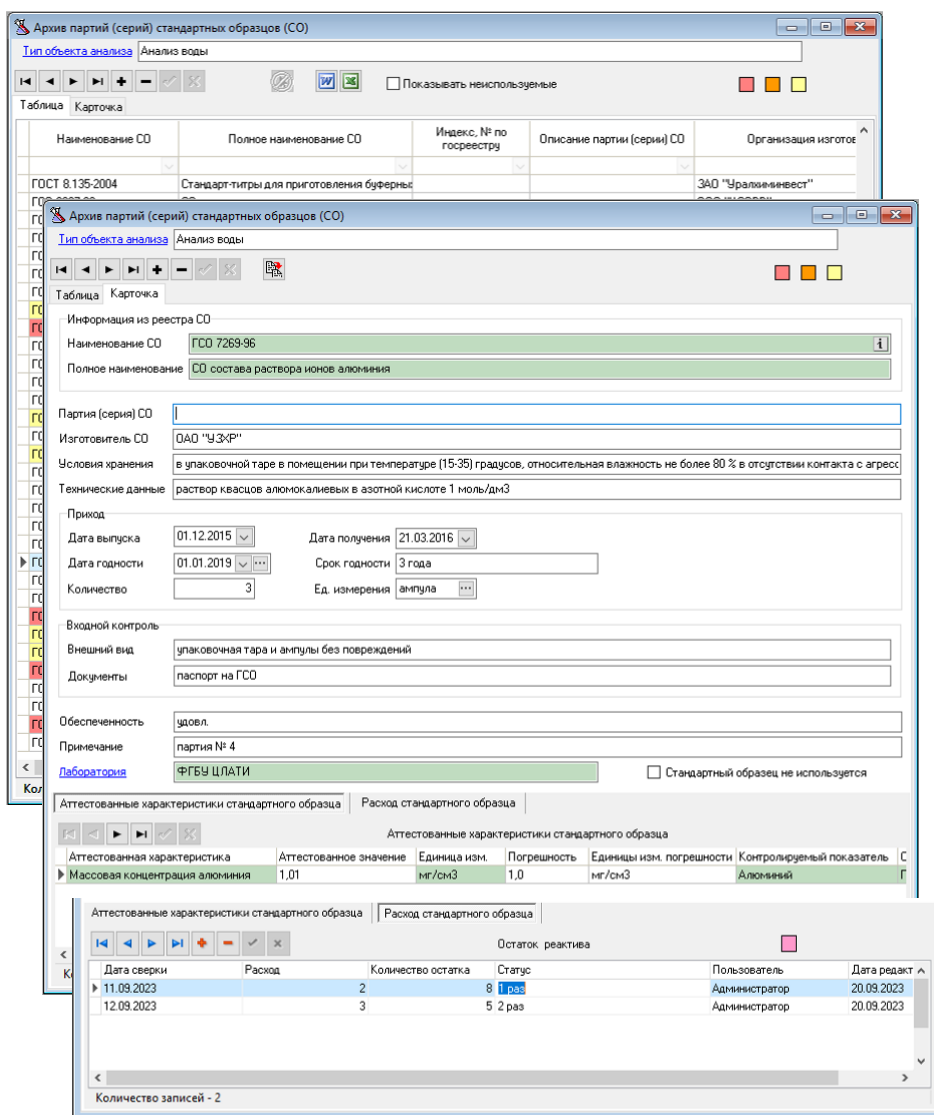 Архив партий (серий) стандартных образцов (СО)
Тип объекта анализа Анализ воды
Показывать неиспользуемые
Таблица Карточка
Наименование СО Полное наименование СО Индекс, № по госреестру Описание партии (серии) СО Организация изготов
ГОСТ 8.135-2004 Стандарт-титры для приготовления буферны ЗАО "Уралхиминвест"
Архив партий (серий) стандартных образцов (СО)
Тип объекта анализа Анализ воды
Таблица Карточка
Информация из реестра СО
Наименование СО ГСО 7269-96
Полное наименование СО состава раствора ионов алюминия
Партия (серия) СО
Изготовитель СО ОАО "УЗХР"
Условия хранения в упаковочной таре в помещении при температуре (15-35) градусов, относительная влажность не более 80 % в отсутствии контакта с агресс
Технические данные раствор квасцов алюмокалиевых в азотной кислоте 1 моль/дм3
Приход
Дата выпуска 01.12.2015 Дата получения 21.03.2016
Дата годности 01.01.2019 Срок годности 3 года
Количество 3 Ед. измерения ампула
Входной контроль
Внешний вид упаковочная тара и ампулы без повреждений
Документы паспорт на ГСО
Обеспеченность удовл.
Примечание партия № 4
Лаборатория ФГБУ ЦЛАТИ Стандартный образец не используется
Аттестованные характеристики стандартного образца Расход стандартного образца
Аттестованные характеристики стандартного образца
Аттестованная характеристика Аттестованное значение Единица изм. Погрешность Единицы изм. погрешности Контролируемый показатель С
Массовая концентрация алюминия 1,01 мг/см3 1,0 мг/см3 Алюминий
Аттестованные характеристики стандартного образца Расход стандартного образца
Остаток реактива
Дата сверки Расход Количество остатка Статус Пользователь Дата редакт
11.09.2023 2 8 1 раз Администратор 20.09.2023
12.09.2023 3 5 2 раз Администратор 20.09.2023
Количество записей - 2